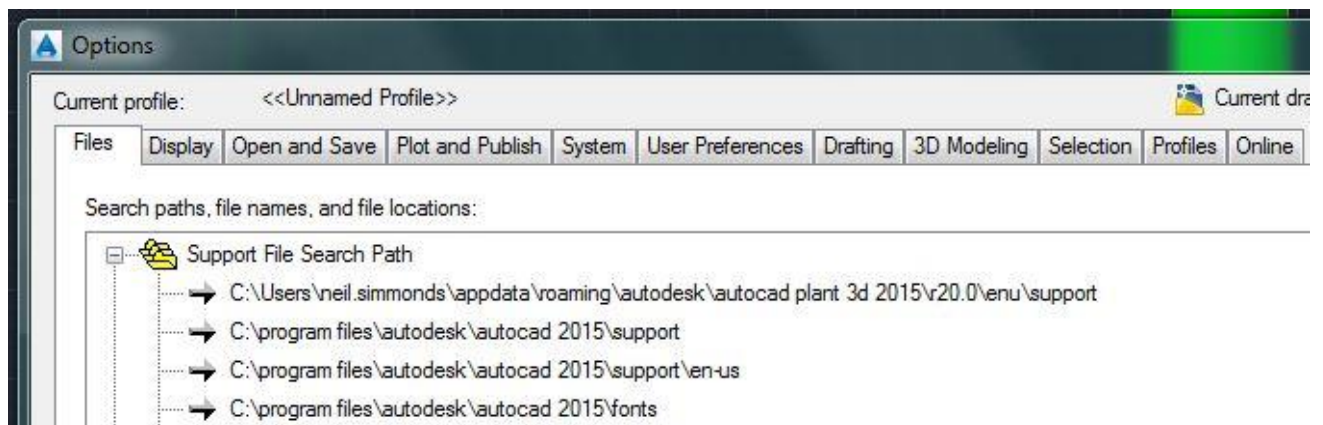 Options
Current profile: <<Unnamed Profile>> Current dra
Files Display Open and Save Plot and Publish System User Preferences Drafting 3D Modeling Selection Profiles Online
Search paths, file names, and file locations:
Support File Search Path
C:\Users\neil.simmonds\appdata\roaming\autodesk\autocad plant 3d 2015\r20.0\enu\support
C:\program files\autodesk\autocad 2015\support
C:\program files\autodesk\autocad 2015\support\en-us
C:\program files\autodesk\autocad 2015\fonts